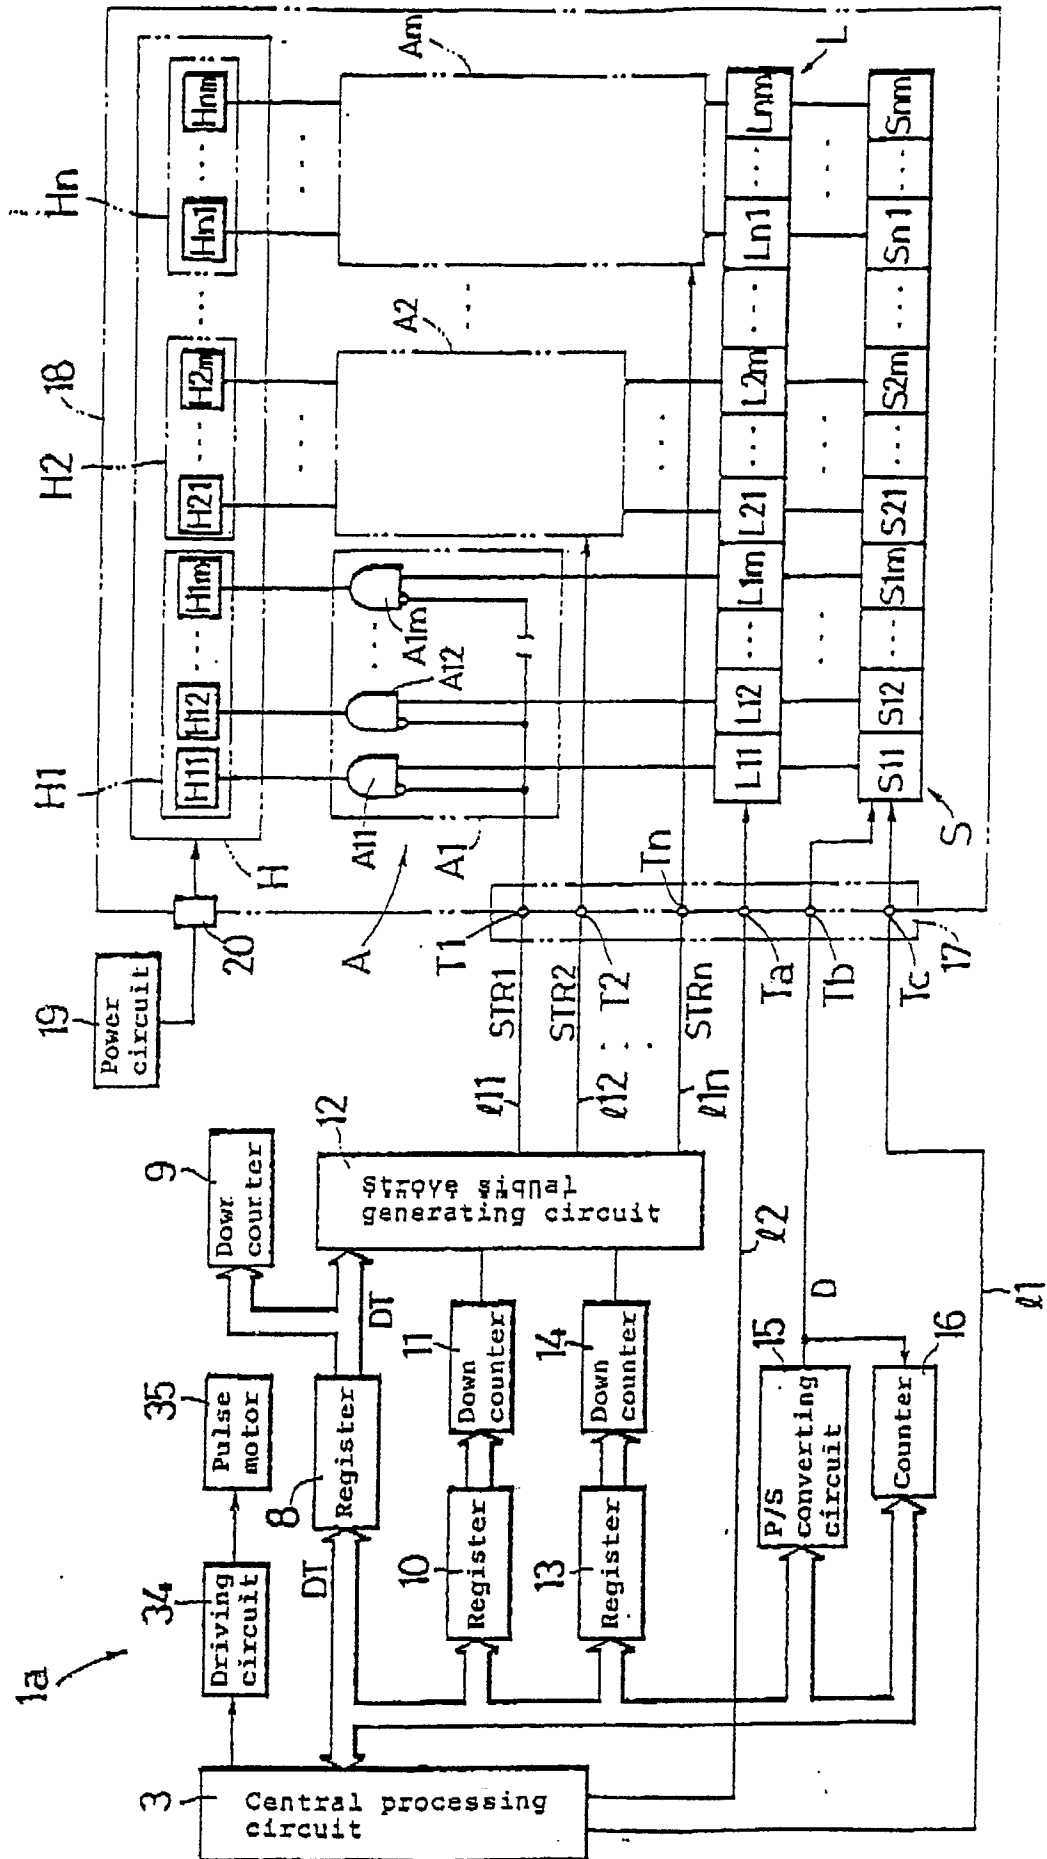 1a
3
Central processing
circuit
34
Driving
circuit
35
Pulse
motor
9
Down
counter
8
Register
DT
DT
12
Strove signal
generating circuit
10
Register
11
Down
counter
13
Register
14
Down
counter
15
P/S
converting
circuit
16
Counter
D
ℓ2
ℓ1
ℓ11
ℓ12
ℓ1n
STR1
STR2
STRn
T1
T2
Tn
Ta
Tb
Tc
17
19
Power
circuit
20
18
H
H1
H2
Hn
H11
H12
···
H1m
H21
···
H2m
···
Hn1
···
Hnm
A
A1
A11
A12
A1m
A2
Am
L
L11
L12
···
L1m
L21
···
L2m
···
Ln1
···
Lnm
S
S11
S12
···
S1m
S21
···
S2m
···
Sn1
···
Snm